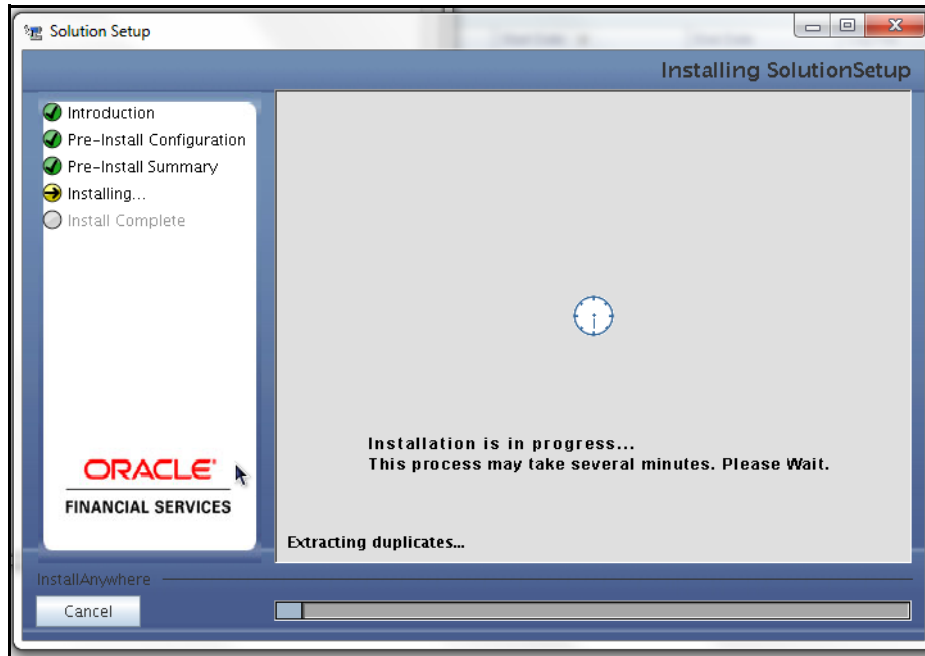 Solution Setup
Installing SolutionSetup
Introduction
Pre-Install Configuration
Pre-Install Summary
Installing...
Install Complete
Installation is in progress...
This process may take several minutes. Please Wait.
ORACLE
FINANCIAL SERVICES
Extracting duplicates...
InstallAnywhere
Cancel